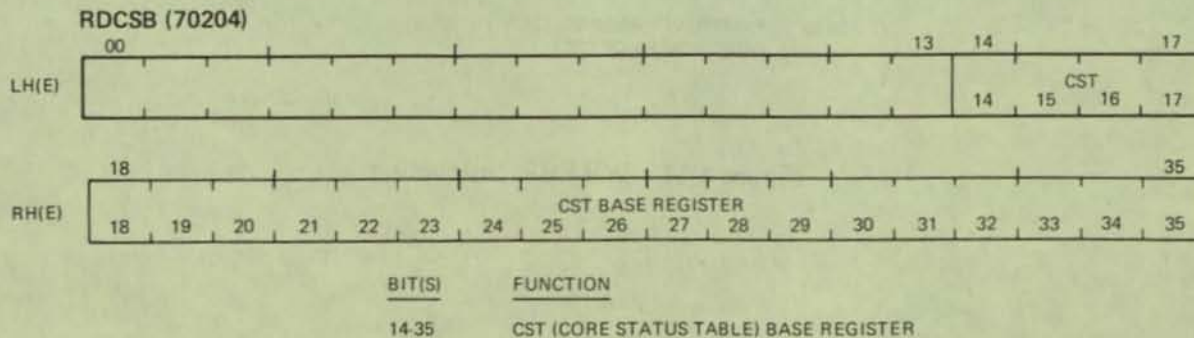 RDCSB (70204)
00 13 14 17
LH(E) CST
14 15 16 17
18 35
RH(E) CST BASE REGISTER
18 19 20 21 22 23 24 25 26 27 28 29 30 31 32 33 34 35
BIT(S) FUNCTION
14-35 CST (CORE STATUS TABLE) BASE REGISTER